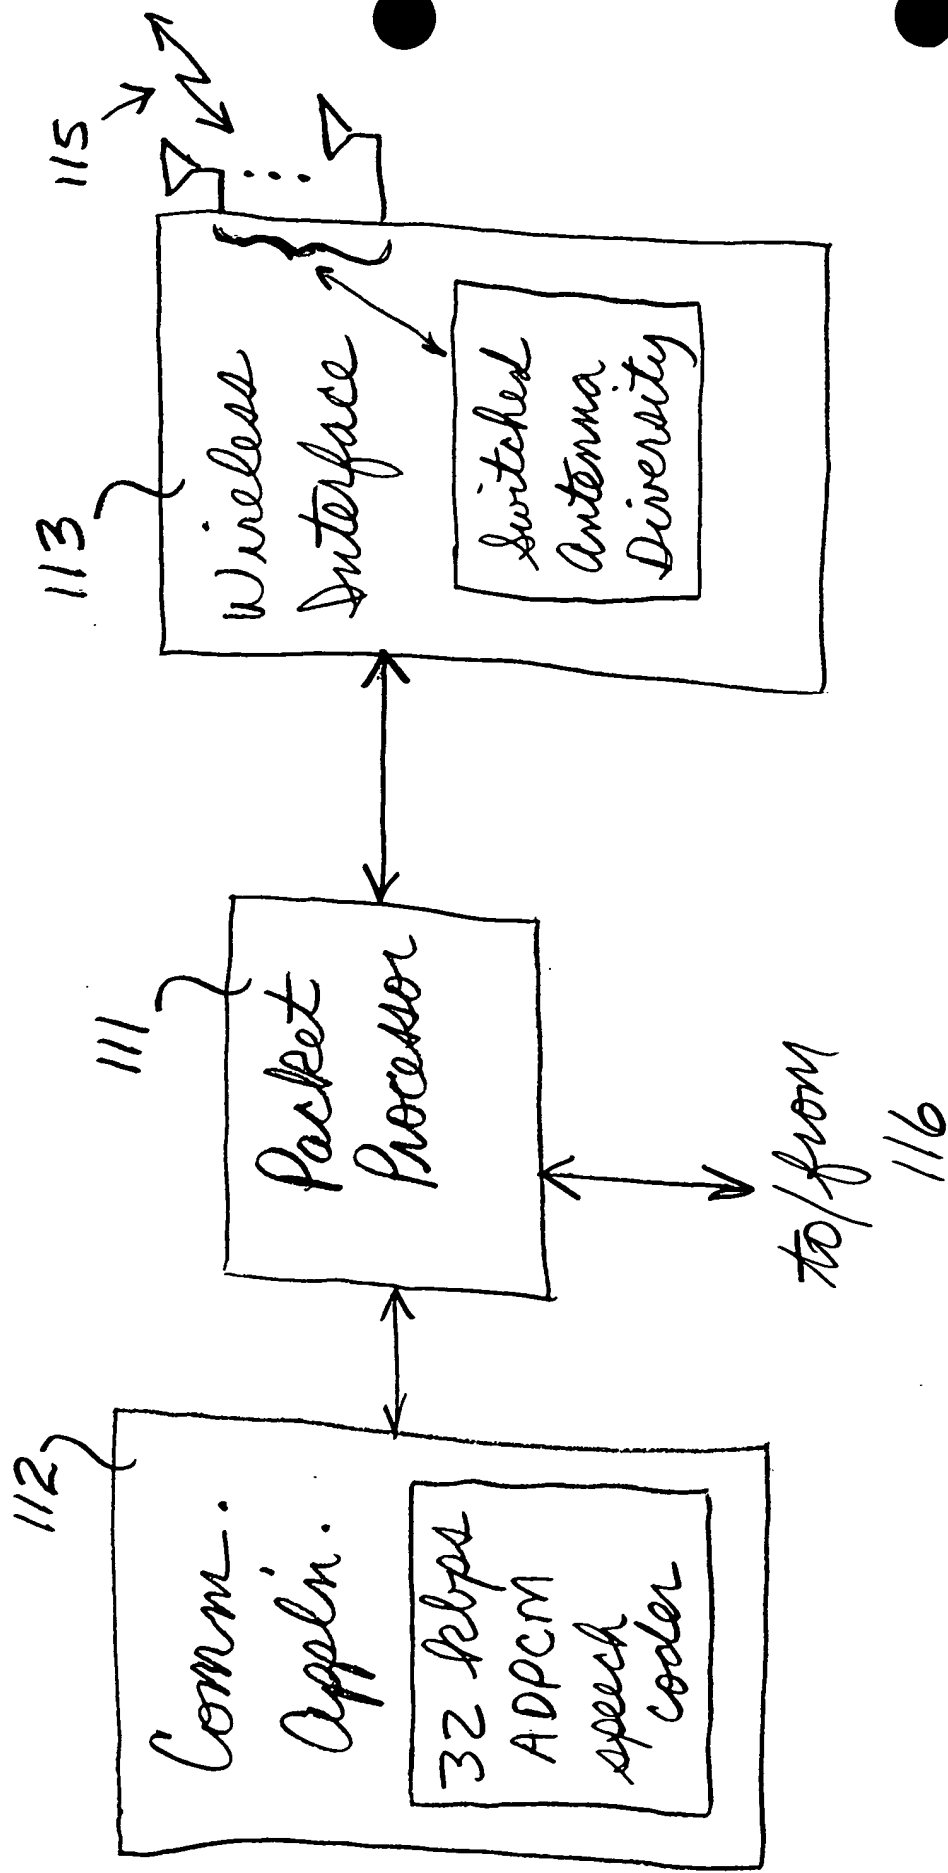 112
Comm.
Appl'n.
32 kbps
ADPCM
speech
coder
111
Packet
Processor
to/from
116
113
Wireless
Interface
Switched
Antenna
Diversity
115